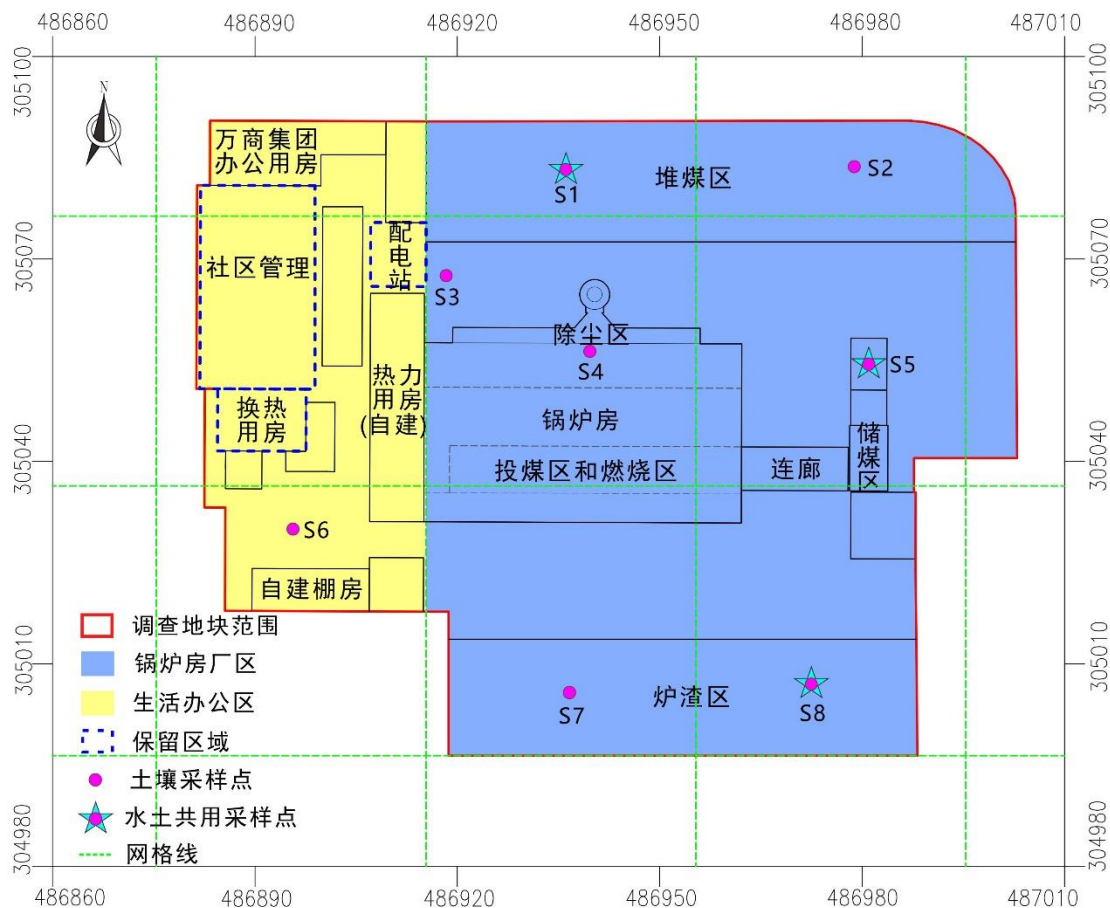 486860 486890 486920 486950 486980 487010
305100
305100
N
万商集团
办公用房
S1
堆煤区
S2
305070
305070
社区管理
配
电
站
S3
除尘区
S4
S5
热力
用房
(自建)
换热
用房
锅炉房
储
煤
区
305040
305040
投煤区和燃烧区
连廊
S6
自建棚房
调查地块范围
305010
305010
锅炉房厂区
生活办公区
S7
炉渣区
S8
保留区域
土壤采样点
水土共用采样点
网格线
304980
304980
486860 486890 486920 486950 486980 487010